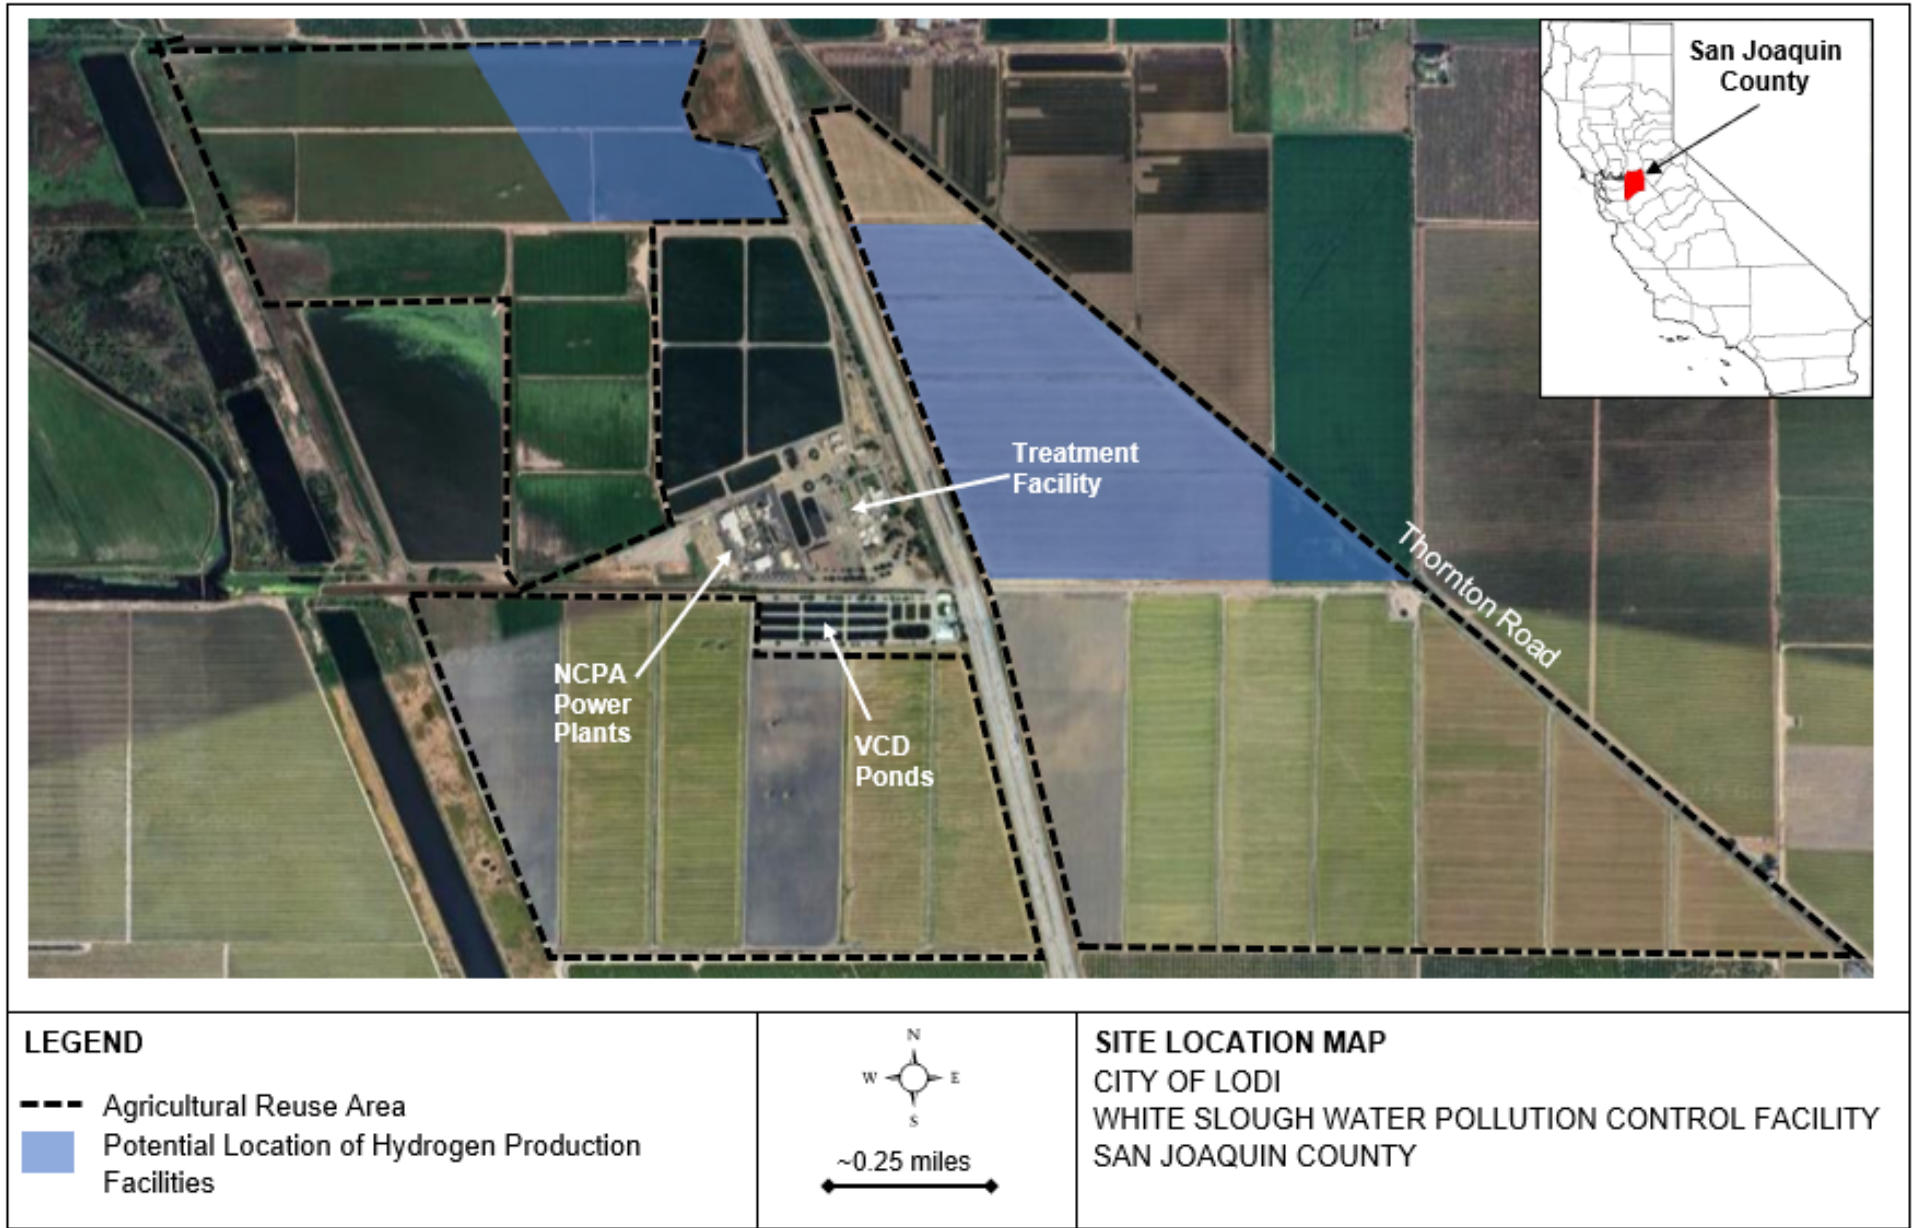 San Joaquin
County
Treatment
Facility
Thornton Road
NCPA
Power
Plants
VCD
Ponds
LEGEND
Agricultural Reuse Area
Potential Location of Hydrogen Production
Facilities
N
W E
S
~0.25 miles
SITE LOCATION MAP
CITY OF LODI
WHITE SLOUGH WATER POLLUTION CONTROL FACILITY
SAN JOAQUIN COUNTY